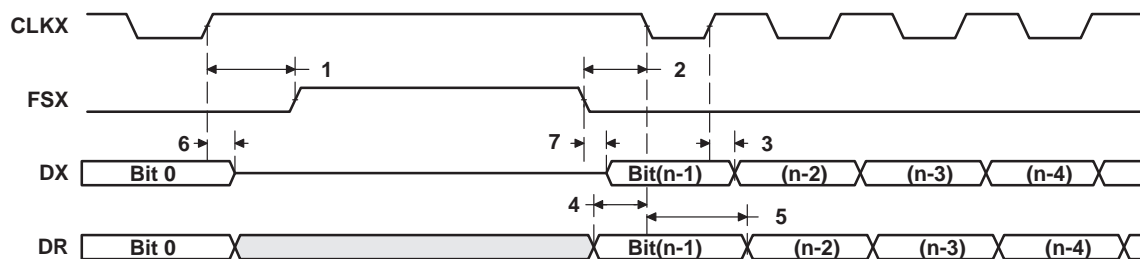 CLKX
1 2
FSX
6 7 3
DX Bit 0 Bit(n-1) (n-2) (n-3) (n-4)
4 5
DR Bit 0 Bit(n-1) (n-2) (n-3) (n-4)